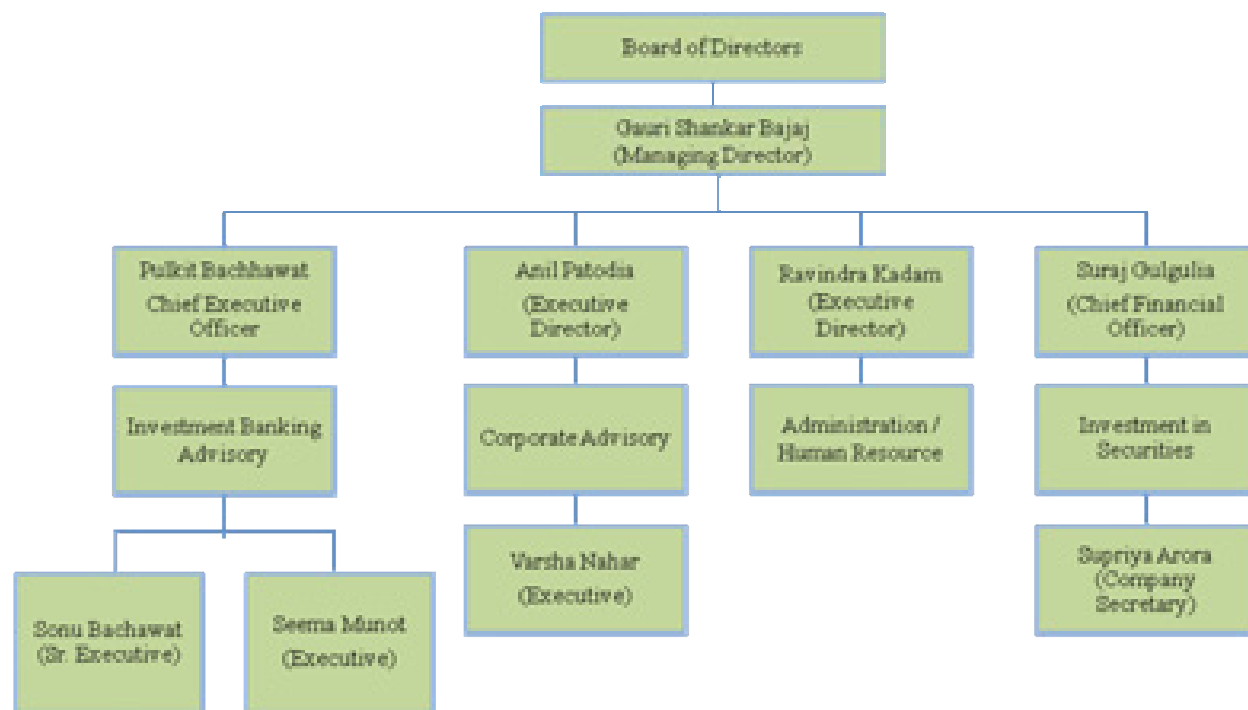 Board of Directors
Gauri Shankar Bajaj
(Managing Director)
Pulkit Bachhawat
Chief Executive
Officer
Anil Patodia
(Executive
Director)
Ravindra Kadam
(Executive
Director)
Suraj Gulgulia
(Chief Financial
Officer)
Investment Banking
Advisory
Corporate Advisory
Administration /
Human Resource
Investment in
Securities
Sonu Bachawat
(Sr. Executive)
Seema Munot
(Executive)
Varsha Nahar
(Executive)
Supriya Arora
(Company
Secretary)